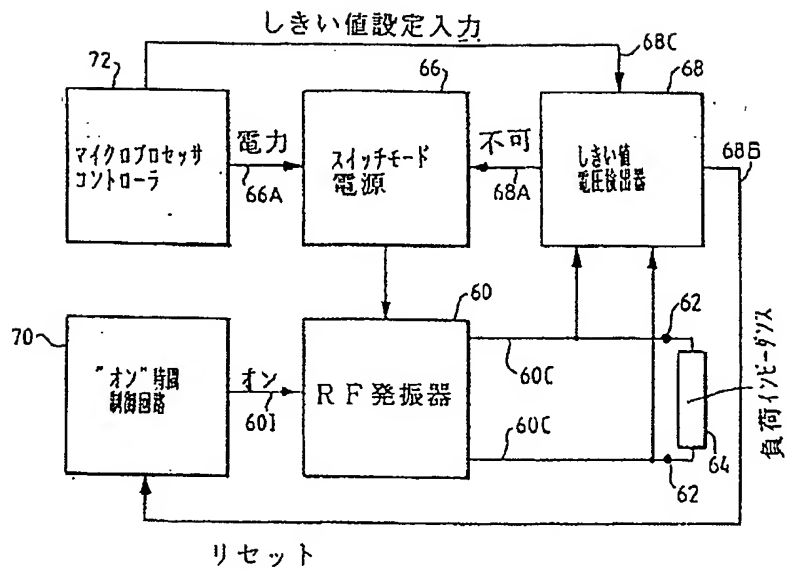 しきい値設定入力
68C
72
66
68
マイクロプロセッサ
コントローラ
電力
66A
スイッチモード
電源
不可
68A
しきい値
電圧検出器
68B
70
"オン"時間
制御回路
オン
60I
60
RF発振器
60C
60C
62
62
64
負荷インピーダンス
リセット